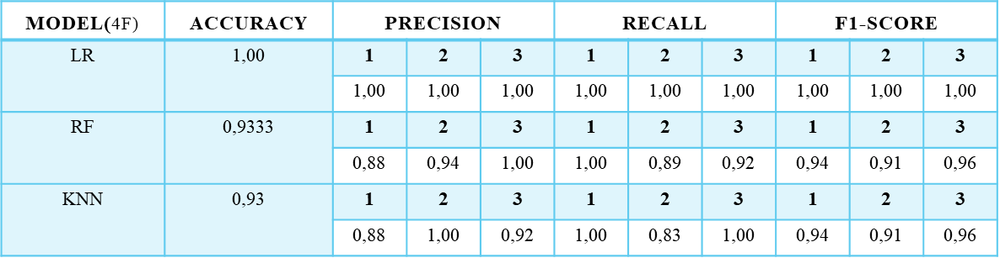 MODEL(4F) ACCURACY PRECISION RECALL F1-SCORE
LR 1,00 1 2 3 1 2 3 1 2 3
1,00 1,00 1,00 1,00 1,00 1,00 1,00 1,00 1,00
RF 0,9333 1 2 3 1 2 3 1 2 3
0,88 0,94 1,00 1,00 0,89 0,92 0,94 0,91 0,96
KNN 0,93 1 2 3 1 2 3 1 2 3
0,88 1,00 0,92 1,00 0,83 1,00 0,94 0,91 0,96